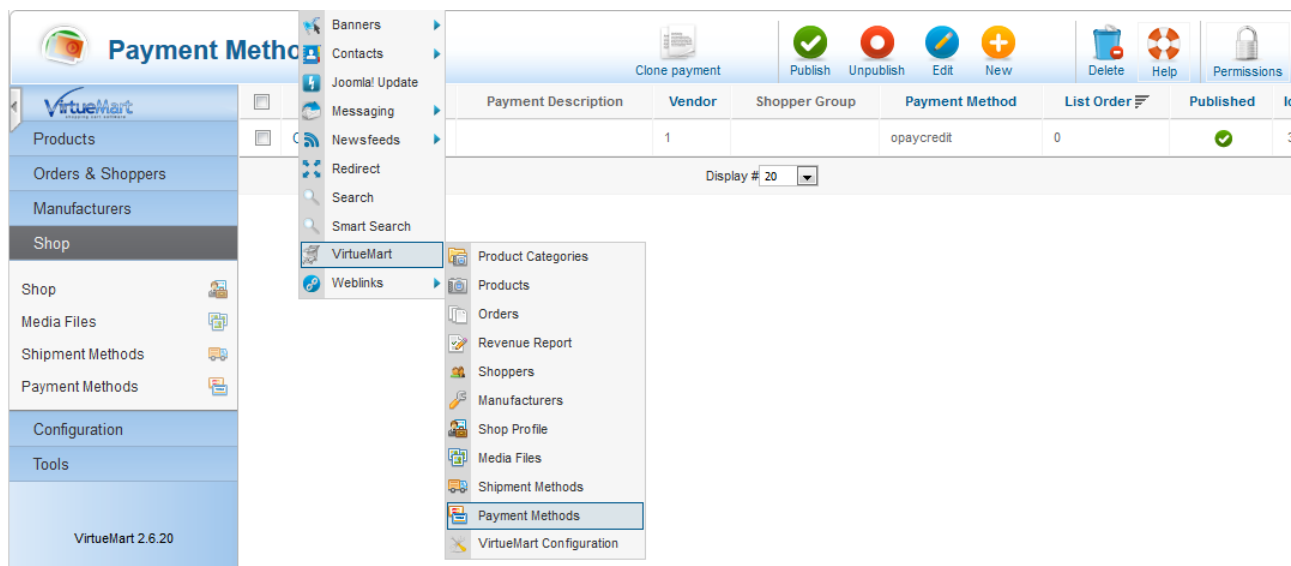 Payment Metho
Clone payment
Publish
Unpublish
Edit
New
Delete
Help
Permissions
Banners
Contacts
Joomla! Update
Messaging
Newsfeeds
Redirect
Search
Smart Search
VirtueMart
Weblinks
VirtueMart
Products
Orders & Shoppers
Manufacturers
Shop
Shop
Media Files
Shipment Methods
Payment Methods
Configuration
Tools
VirtueMart 2.6.20
Payment Description Vendor Shopper Group Payment Method List Order Published
1 opaycredit 0
Display # 20
Product Categories
Products
Orders
Revenue Report
Shoppers
Manufacturers
Shop Profile
Media Files
Shipment Methods
Payment Methods
VirtueMart Configuration